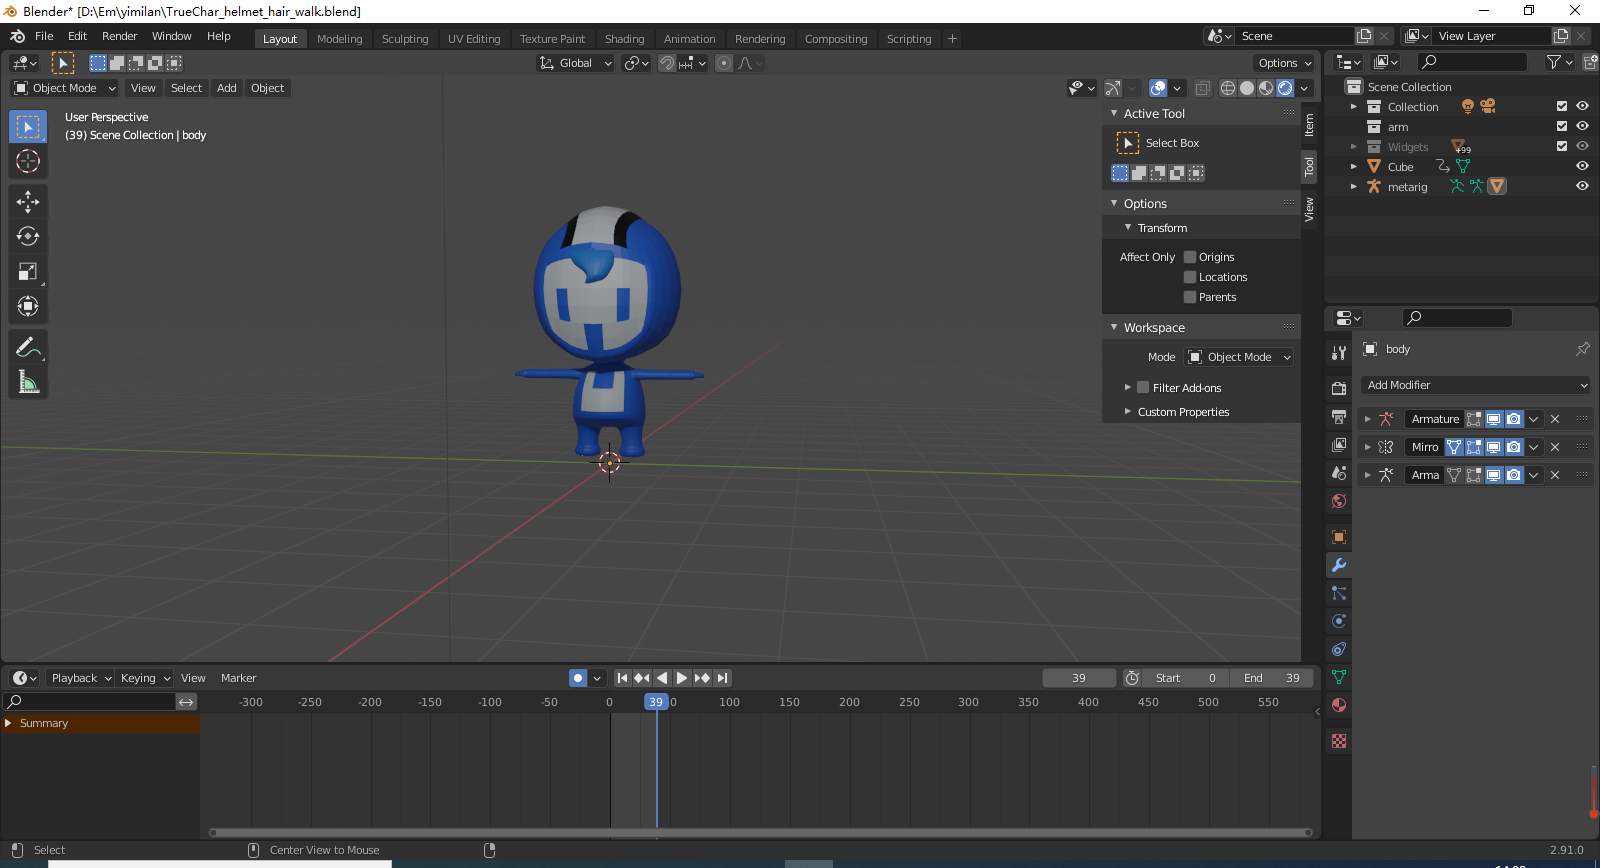 Blender* [D:\Em\yimilan\TrueChar_helmet_hair_walk.blend]
File Edit Render Window Help Layout Modeling Sculpting UV Editing Texture Paint Shading Animation Rendering Compositing Scripting + Scene View Layer
Global Options
Object Mode View Select Add Object
User Perspective
(39) Scene Collection | body
Active Tool
Select Box
Options
Transform
Affect Only Origins
Locations
Parents
Workspace
Mode Object Mode
Filter Add-ons
Custom Properties
Item
Tool
View
Scene Collection
Collection
arm
Widgets +99
Cube
metarig
body
Add Modifier
Armature
Mirro
Arma
Playback Keying View Marker 39 Start 0 End 39
-300 -250 -200 -150 -100 -50 0 39 0 100 150 200 250 300 350 400 450 500 550
Summary
Select Center View to Mouse 2.91.0